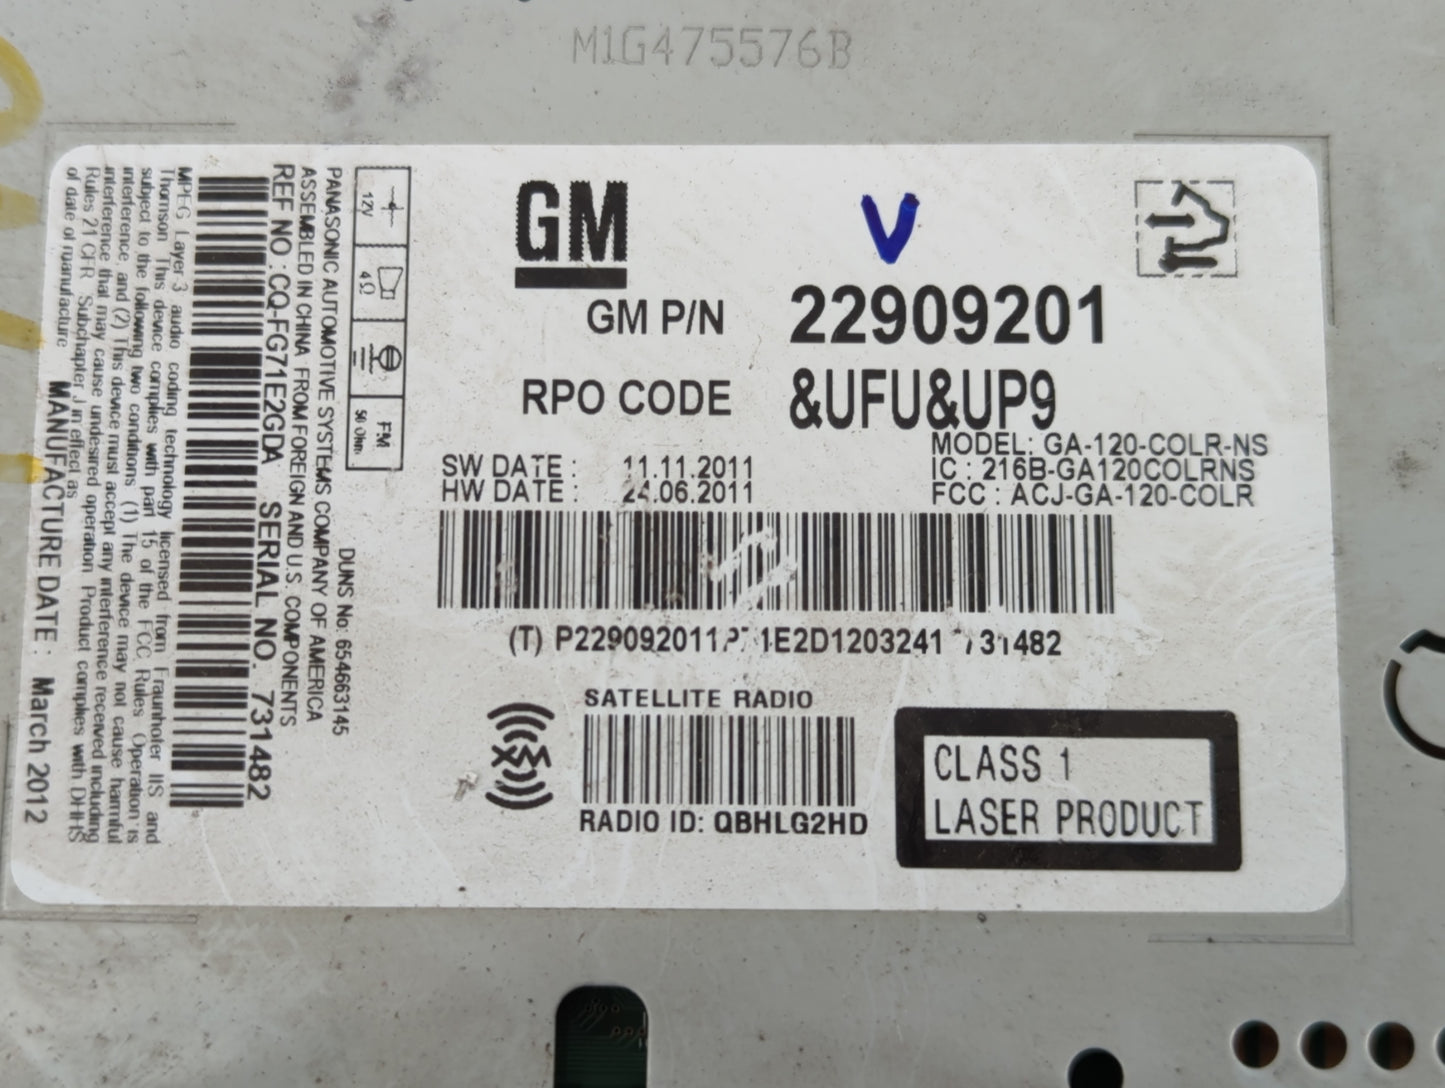 M1G475576B
GM
V
GM P/N 22909201
RPO CODE &UFU&UP9
MODEL: GA-120-COLR-NS
SW DATE : 11.11.2011
IC : 216B-GA120COLRNS
HW DATE : 24.06.2011
FCC : ACJ-GA-120-COLR
SATELLITE RADIO
RADIO ID: QBHLG2HD
CLASS 1
LASER PRODUCT
12V
4Ω
FM
50 Ohm
DUNS No: 654663145
PANASONIC AUTOMOTIVE SYSTEMS COMPANY OF AMERICA
ASSEMBLED IN CHINA FROM FOREIGN AND U.S. COMPONENTS
REF NO : CQ-FG71E2GDA SERIAL NO. 731482
MPEG Layer 3 audio coding technology licensed from Fraunhofer IIS and
Thomson This device complies with part 15 of the FCC Rules Operation is
subject to the following two conditions (1) The device may not cause harmful
interference, and (2) This device must accept any interference received including
interference that may cause undesired operation Product complies with DHHS
Rules 21 CFR Subchapter J in effect as
of date of manufacture
MANUFACTURE DATE : March 2012